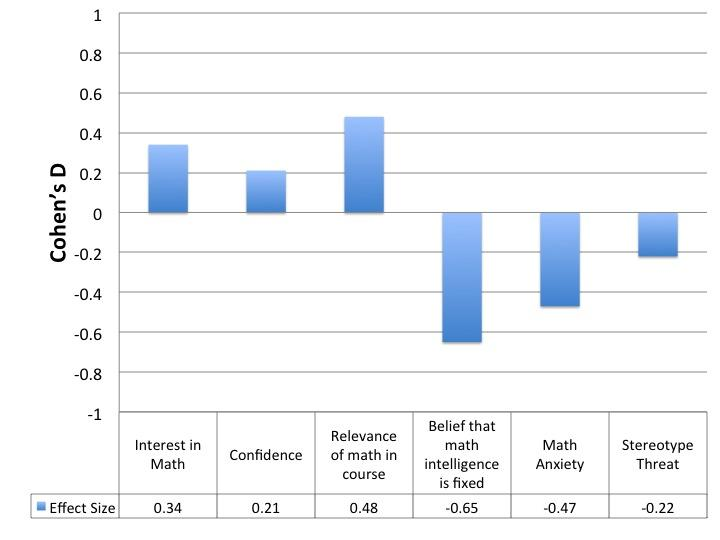 1
0.8
0.6
0.4
0.2
0
-0.2
-0.4
-0.6
-0.8
-1
Cohen's D
Interest in
Math
Confidence
Relevance
of math in
course
Belief that
math
intelligence
is fixed
Math
Anxiety
Stereotype
Threat
Effect Size 0.34 0.21 0.48 -0.65 -0.47 -0.22